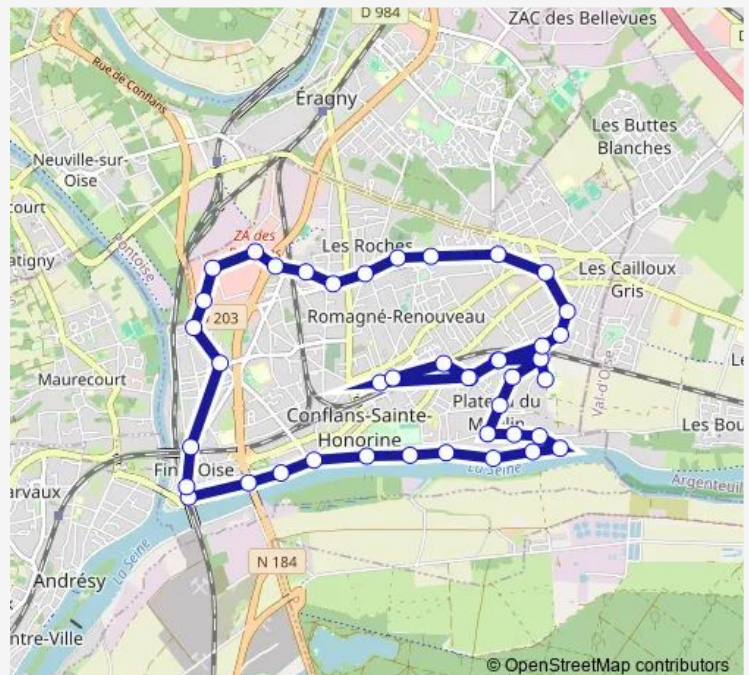 D 984
ZAC des Bellevues
Rue de Conflans
Éragny
Les Buttes
Blanches
Neuville-sur-
Oise
court
Pontoise
ZA des
Les Roches
atigny
Les Cailloux
Gris
203
Romagné-Renouveau
Maurecourt
Val-d'Oise
Conflans-Sainte-
Honorine
Les Bou
Fin Oise
La Seine
arvaux
Argenteuil
La Seine
N 184
Andrésy
ntre-Ville
© OpenStreetMap contributors